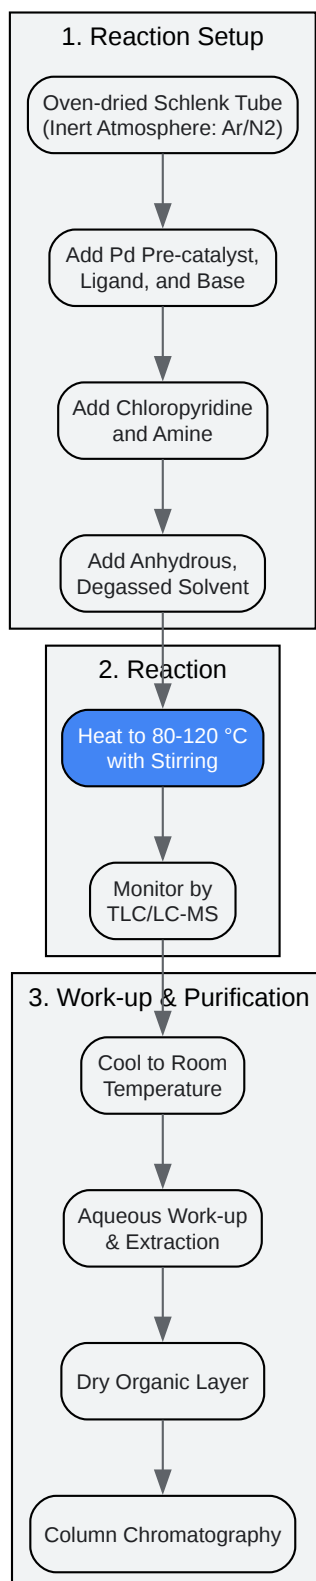 1. Reaction Setup
Oven-dried Schlenk Tube
(Inert Atmosphere: Ar/N2)
Add Pd Pre-catalyst,
Ligand, and Base
Add Chloropyridine
and Amine
Add Anhydrous,
Degassed Solvent
2. Reaction
Heat to 80-120 °C
with Stirring
Monitor by
TLC/LC-MS
3. Work-up & Purification
Cool to Room
Temperature
Aqueous Work-up
& Extraction
Dry Organic Layer
Column Chromatography